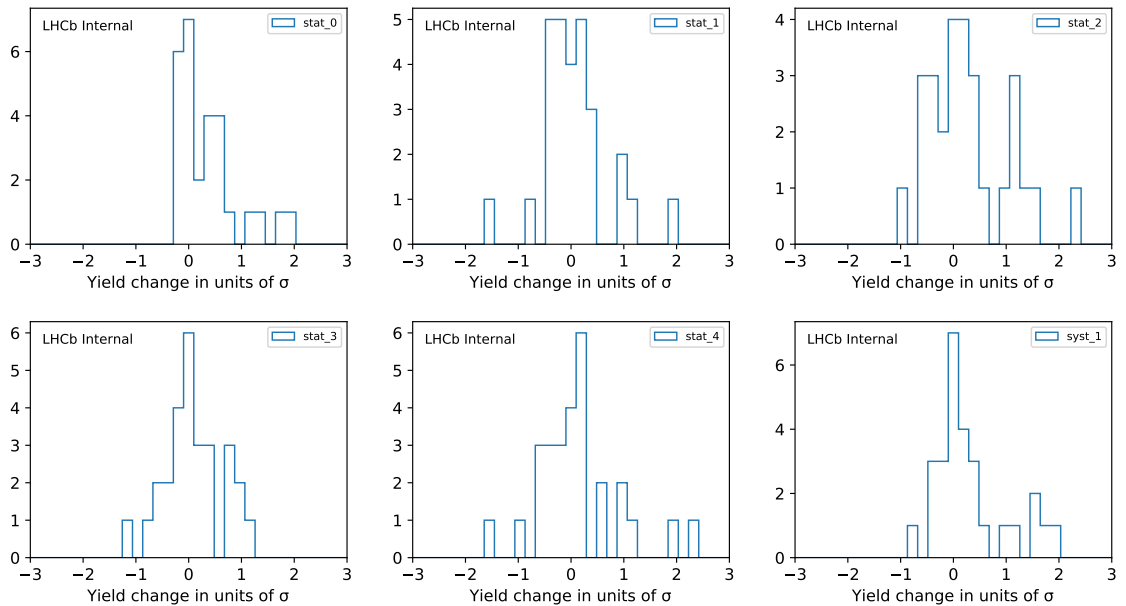 LHCb Internal
stat_0
6
4
2
0
−3 −2 −1 0 1 2 3
Yield change in units of σ
LHCb Internal
stat_1
5
4
3
2
1
0
−3 −2 −1 0 1 2 3
Yield change in units of σ
LHCb Internal
stat_2
4
3
2
1
0
−3 −2 −1 0 1 2 3
Yield change in units of σ
LHCb Internal
stat_3
6
5
4
3
2
1
0
−3 −2 −1 0 1 2 3
Yield change in units of σ
LHCb Internal
stat_4
6
5
4
3
2
1
0
−3 −2 −1 0 1 2 3
Yield change in units of σ
LHCb Internal
syst_1
6
4
2
0
−3 −2 −1 0 1 2 3
Yield change in units of σ